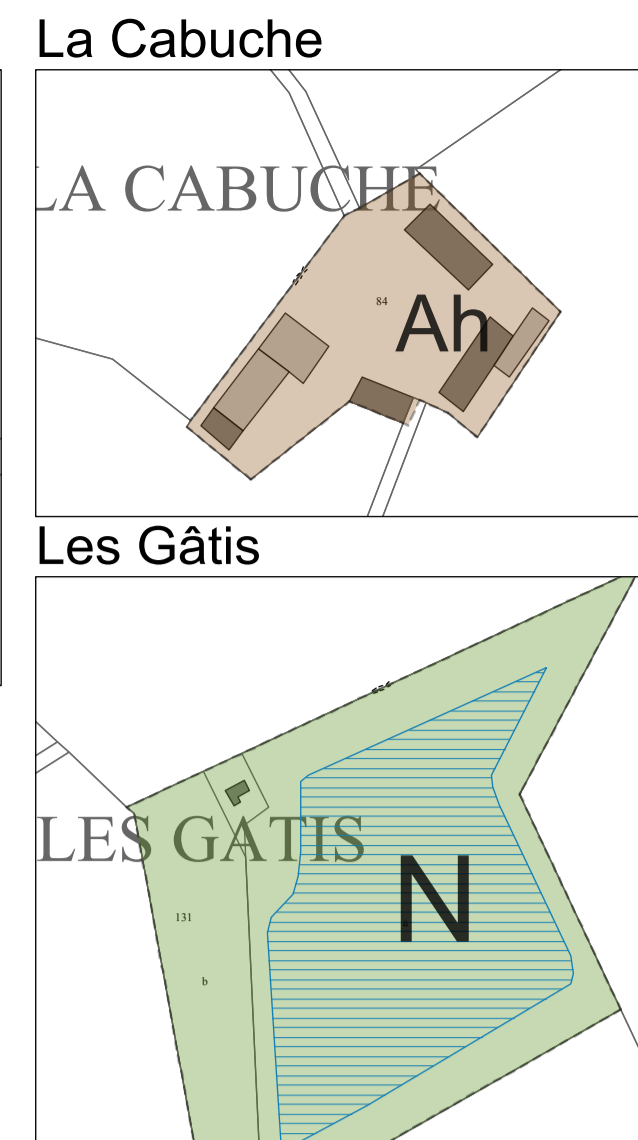 La Cabuche
LA CABUCHE
84
Ah
Les Gâtis
LES GATIS
N
131
b